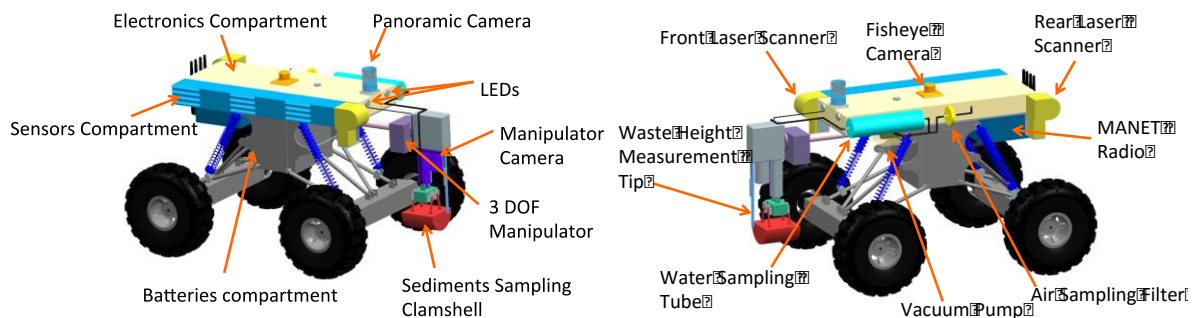 Electronics Compartment
Panoramic Camera
LEDs
Sensors Compartment
Manipulator
Camera
3 DOF
Manipulator
Batteries compartment
Sediments Sampling
Clamshell
Front Laser Scanner
Fisheye
Camera
Rear Laser
Scanner
Waste Height
Measurement
Tip
MANET
Radio
Water Sampling
Tube
Vacuum Pump
Air Sampling Filter